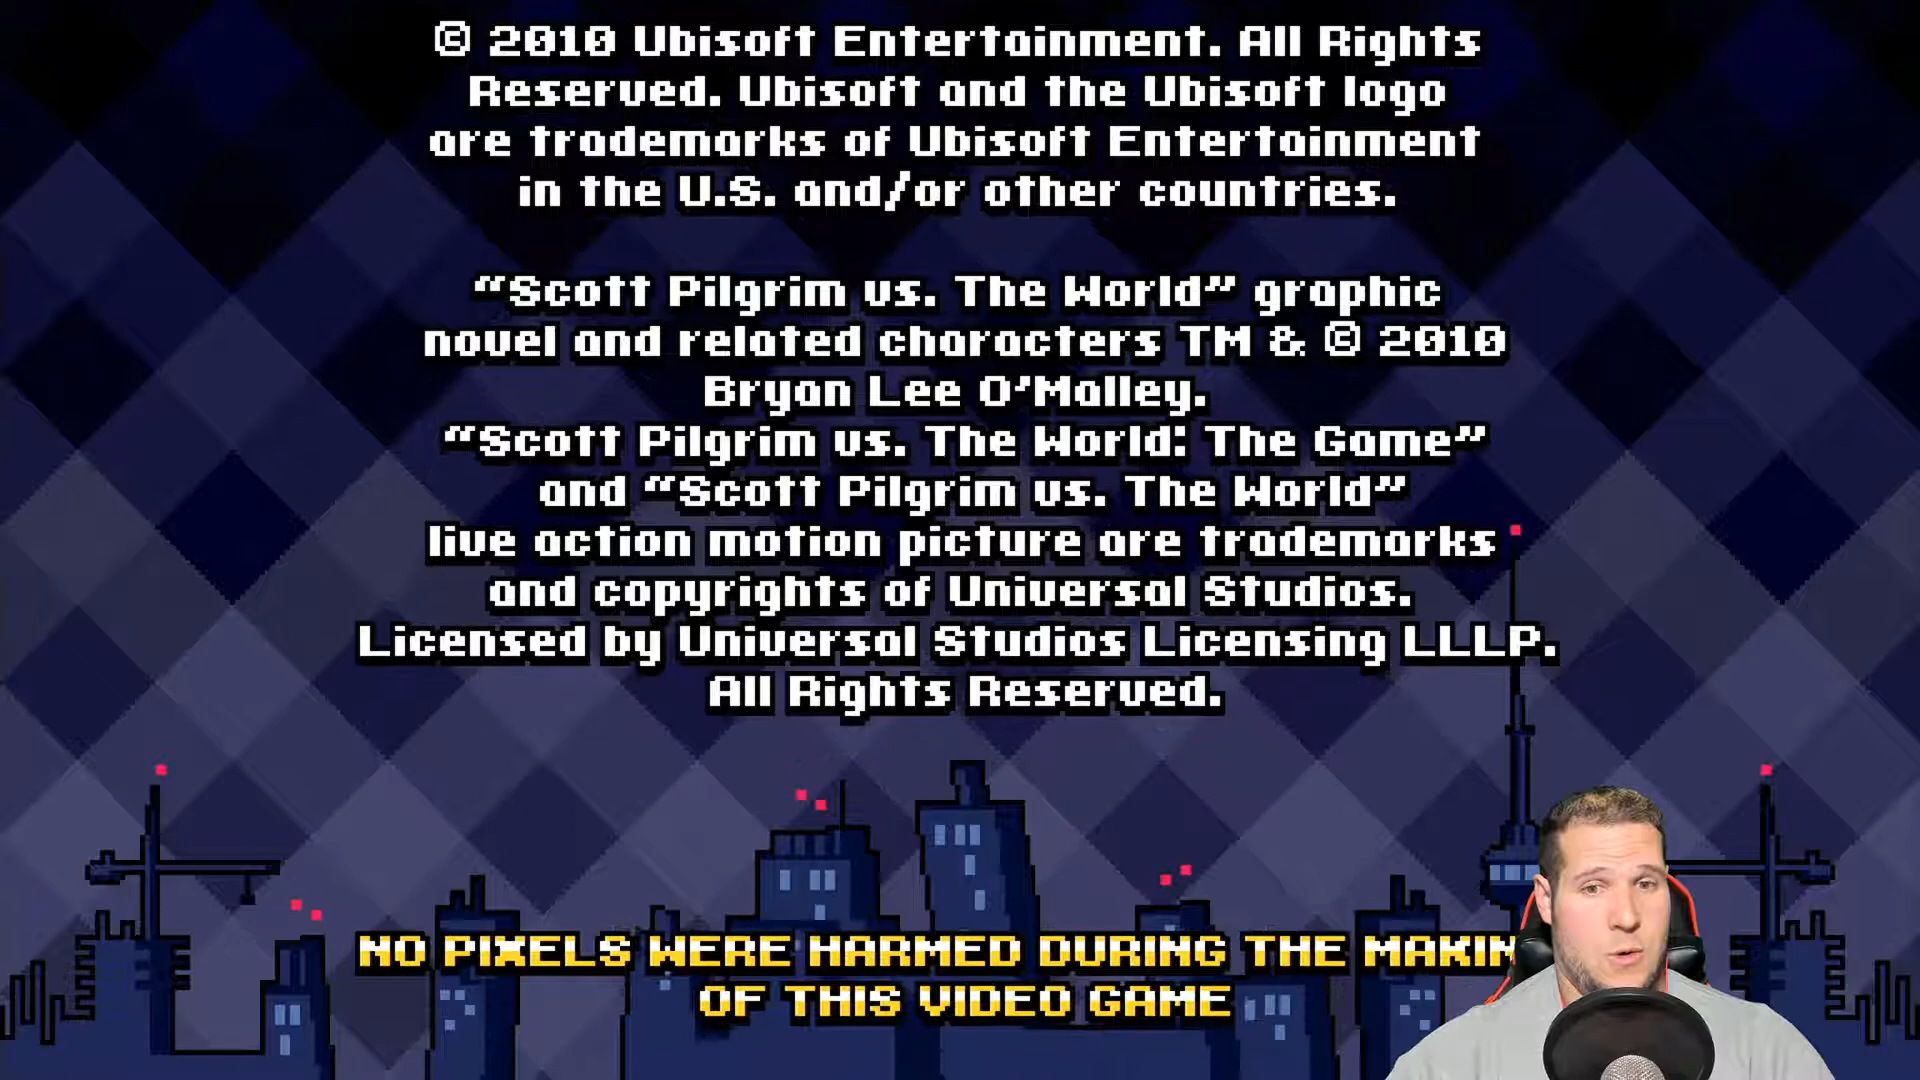 © 2010 Ubisoft Entertainment. All Rights
Reserved. Ubisoft and the Ubisoft logo
are trademarks of Ubisoft Entertainment
in the U.S. and/or other countries.
“Scott Pilgrim vs. The World” graphic
novel and related characters TM & © 2010
Bryan Lee O’Malley.
“Scott Pilgrim vs. The World: The Game”
and “Scott Pilgrim vs. The World”
live action motion picture are trademarks
and copyrights of Universal Studios.
Licensed by Universal Studios Licensing LLLP.
All Rights Reserved.
NO PIXELS WERE HARMED DURING THE MAKIN
OF THIS VIDEO GAME